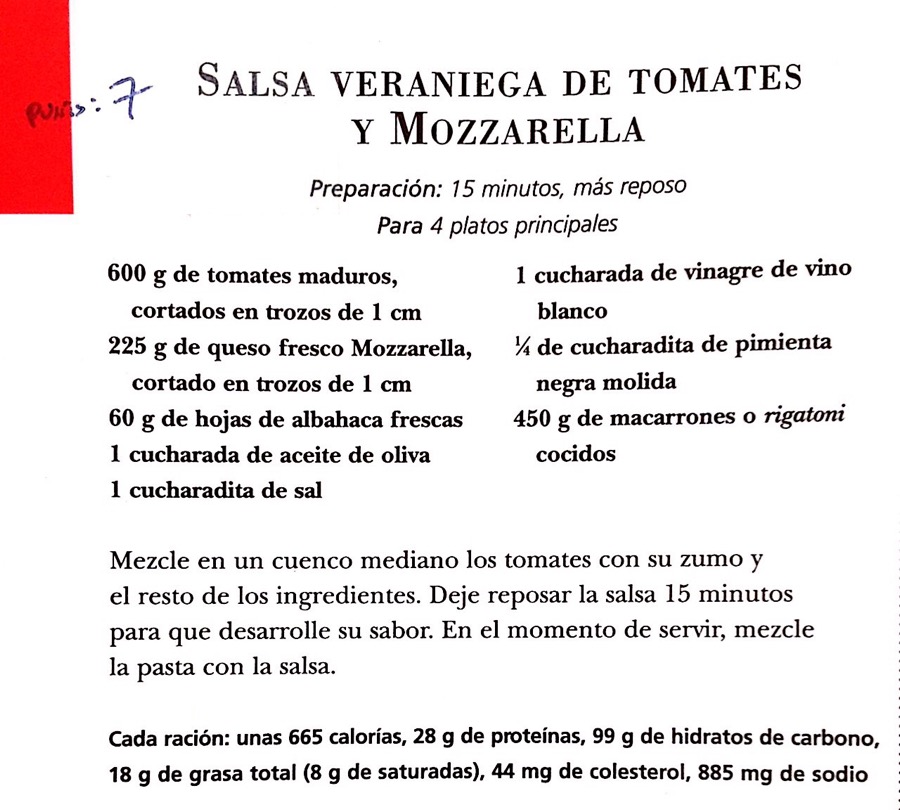 Punto: 7
SALSA VERANIEGA DE TOMATES
Y MOZZARELLA
Preparación: 15 minutos, más reposo
Para 4 platos principales
600 g de tomates maduros,
cortados en trozos de 1 cm
225 g de queso fresco Mozzarella,
cortado en trozos de 1 cm
60 g de hojas de albahaca frescas
1 cucharada de aceite de oliva
1 cucharadita de sal
1 cucharada de vinagre de vino
blanco
¼ de cucharadita de pimienta
negra molida
450 g de macarrones o rigatoni
cocidos
Mezcle en un cuenco mediano los tomates con su zumo y
el resto de los ingredientes. Deje reposar la salsa 15 minutos
para que desarrolle su sabor. En el momento de servir, mezcle
la pasta con la salsa.
Cada ración: unas 665 calorías, 28 g de proteínas, 99 g de hidratos de carbono,
18 g de grasa total (8 g de saturadas), 44 mg de colesterol, 885 mg de sodio